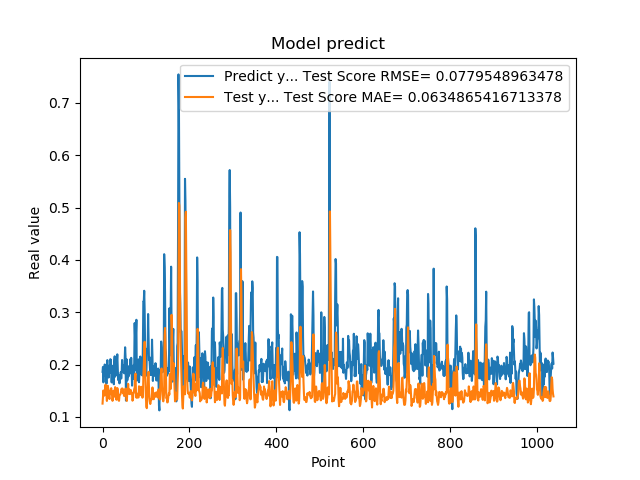 Model predict
Predict y... Test Score RMSE= 0.0779548963478
Test y... Test Score MAE= 0.0634865416713378
0.7
0.6
0.5
0.4
0.3
0.2
0.1
Real value
0 200 400 600 800 1000
Point